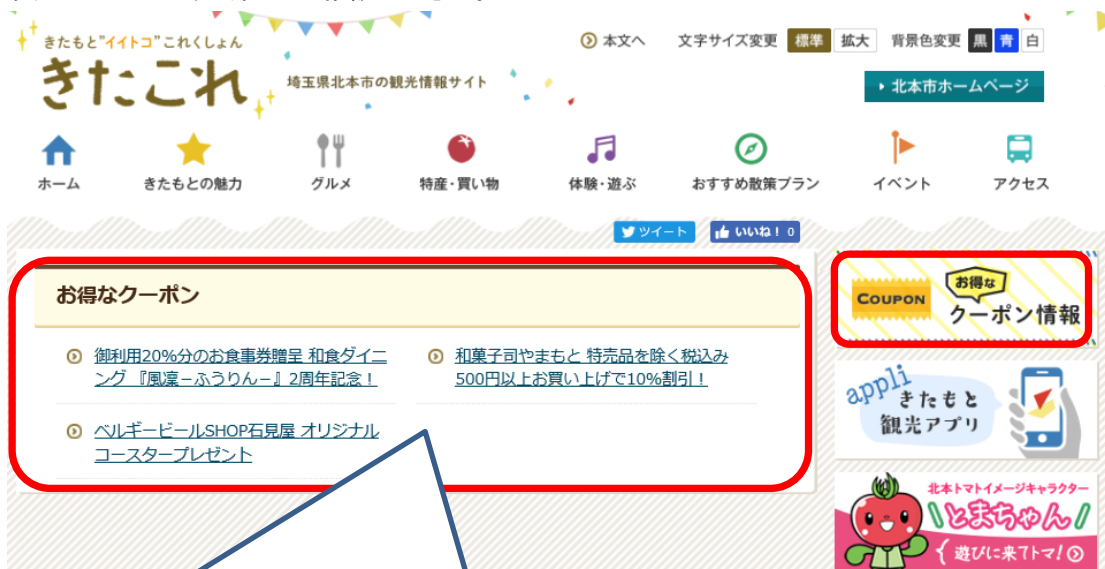 きたもと"イイトコ"これくしょん
きたこれ
埼玉県北本市の観光情報サイト
本文へ 文字サイズ変更 標準 拡大 背景色変更 黒 青 白
北本市ホームページ
ホーム きたもとの魅力 グルメ 特産・買い物 体験・遊ぶ おすすめ散策プラン イベント アクセス
ツイート いいね! 0
お得なクーポン
御利用20%分のお食事券贈呈 和食ダイニ
ング『風凜-ふうりん-』2周年記念!
和菓子司やまもと 特売品を除く税込み
500円以上お買い上げで10%割引!
ベルギービールSHOP石見屋 オリジナル
コースタープレゼント
COUPON
お得な
クーポン情報
appli
きたもと
観光アプリ
北本トマトイメージキャラクター
とまちゃん
遊びに来てトマ!